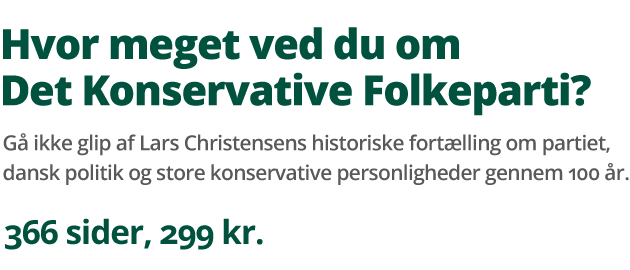 Hvor meget ved du om
Det Konservative Folkeparti?
Gå ikke glip af Lars Christensens historiske fortælling om partiet,
dansk politik og store konservative personligheder gennem 100 år.
366 sider, 299 kr.